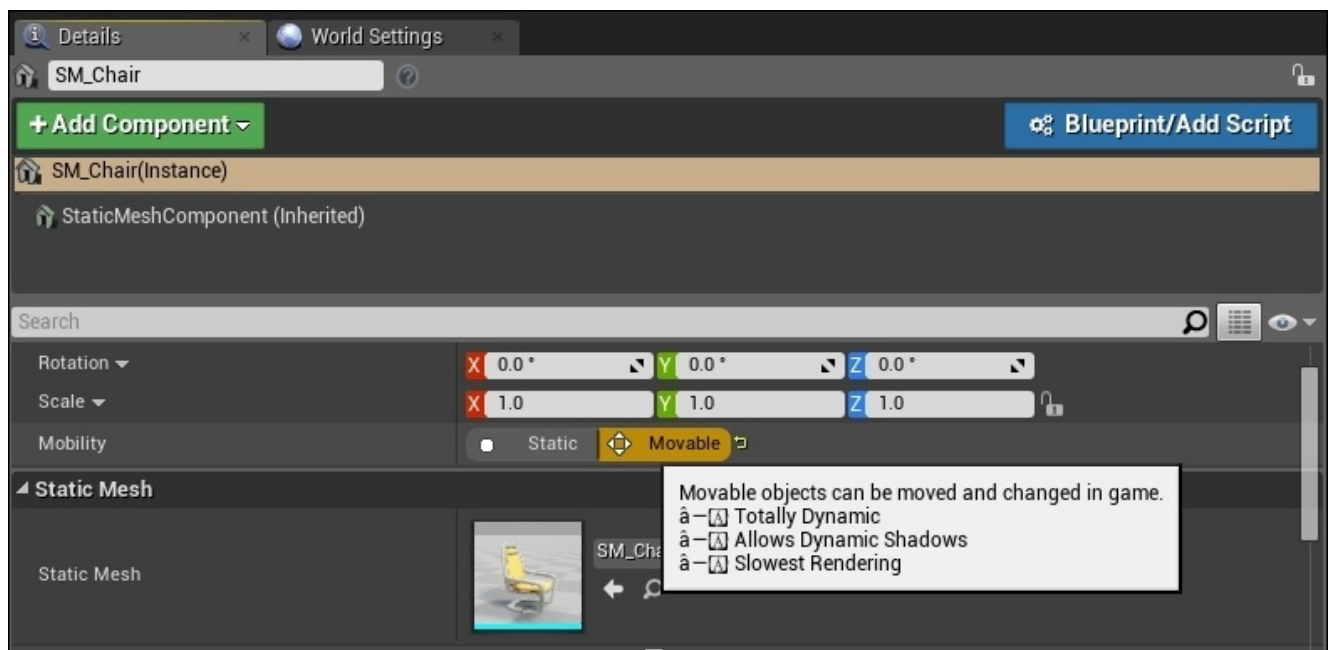 Details World Settings
SM_Chair
+ Add Component Blueprint/Add Script
SM_Chair(Instance)
StaticMeshComponent (Inherited)
Search
Rotation X 0.0 ° Y 0.0 ° Z 0.0 °
Scale X 1.0 Y 1.0 Z 1.0
Mobility Static Movable
Static Mesh
Movable objects can be moved and changed in game.
â—[A] Totally Dynamic
â—[A] Allows Dynamic Shadows
â—[A] Slowest Rendering
Static Mesh SM_Cha